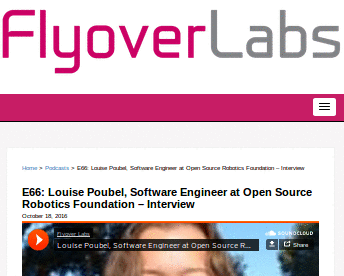 FlyoverLabs
Home > Podcasts > E66: Louise Poubel, Software Engineer at Open Source Robotics Foundation – Interview
E66: Louise Poubel, Software Engineer at Open Source
Robotics Foundation – Interview
October 18, 2016
Flyover Labs
SOUNDCLOUD
Louise Poubel, Software Engineer at Open Source R...
Share